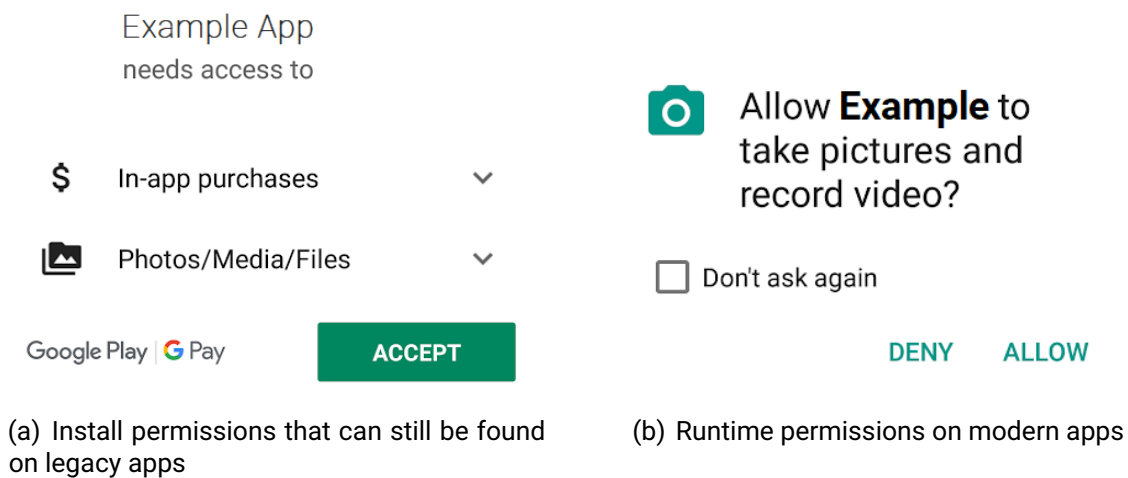 Example App
needs access to
$ In-app purchases
Photos/Media/Files
Google Play | G Pay
ACCEPT
(a) Install permissions that can still be found
on legacy apps
Allow Example to
take pictures and
record video?
Don't ask again
DENY ALLOW
(b) Runtime permissions on modern apps